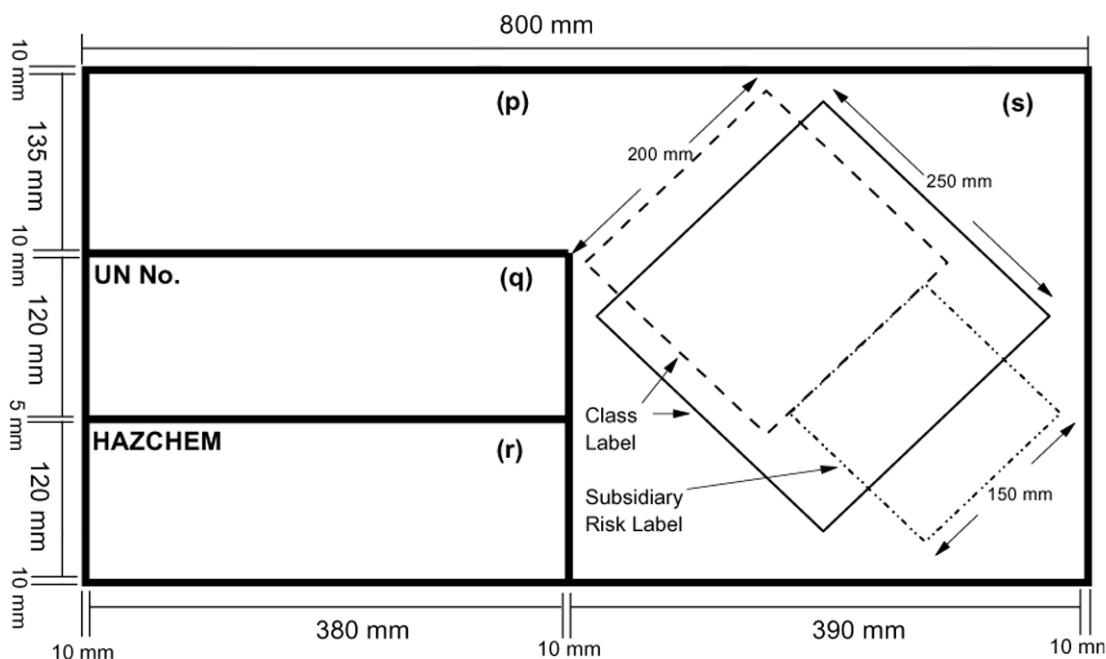 800 mm
10 mm
(p)
(s)
135 mm
200 mm
250 mm
10 mm
UN No.
(q)
120 mm
5 mm
Class
Label
HAZCHEM
(r)
120 mm
Subsidiary
Risk Label
150 mm
10 mm
380 mm
390 mm
10 mm
10 mm
10 mm